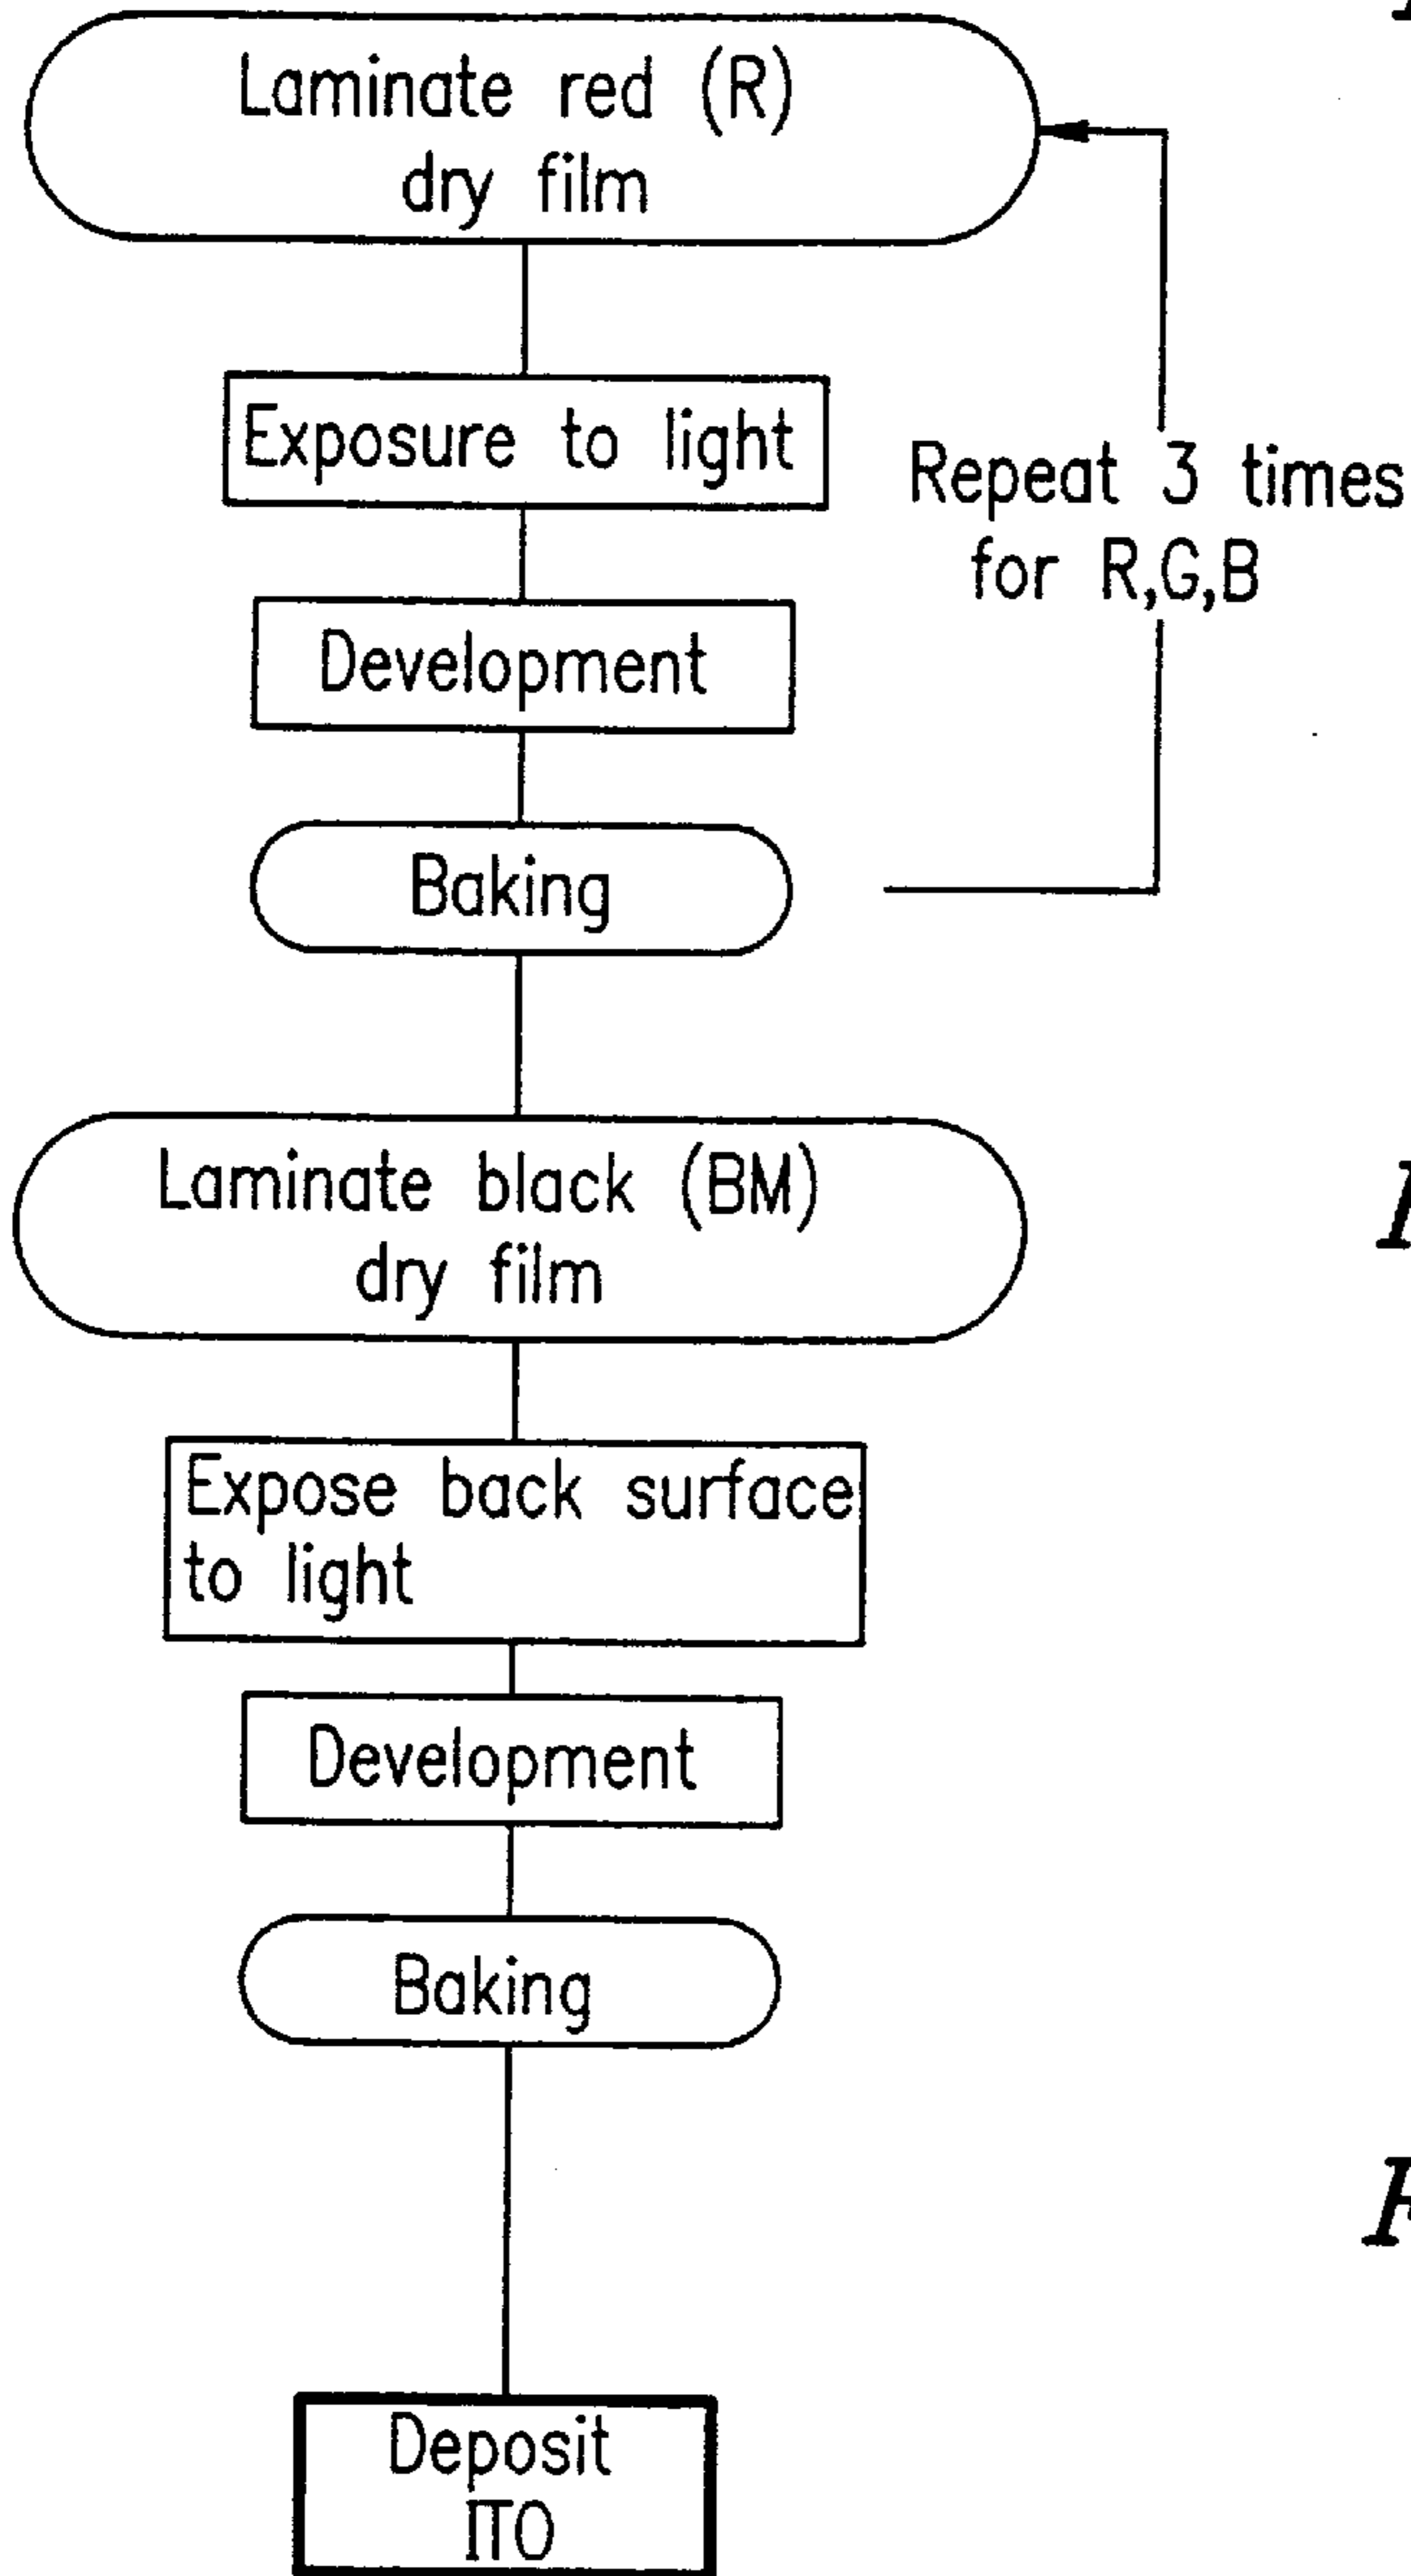 Laminate red (R)
dry film
Exposure to light
Repeat 3 times
for R,G,B
Development
Baking
Laminate black (BM)
dry film
Expose back surface
to light
Development
Baking
Deposit
ITO